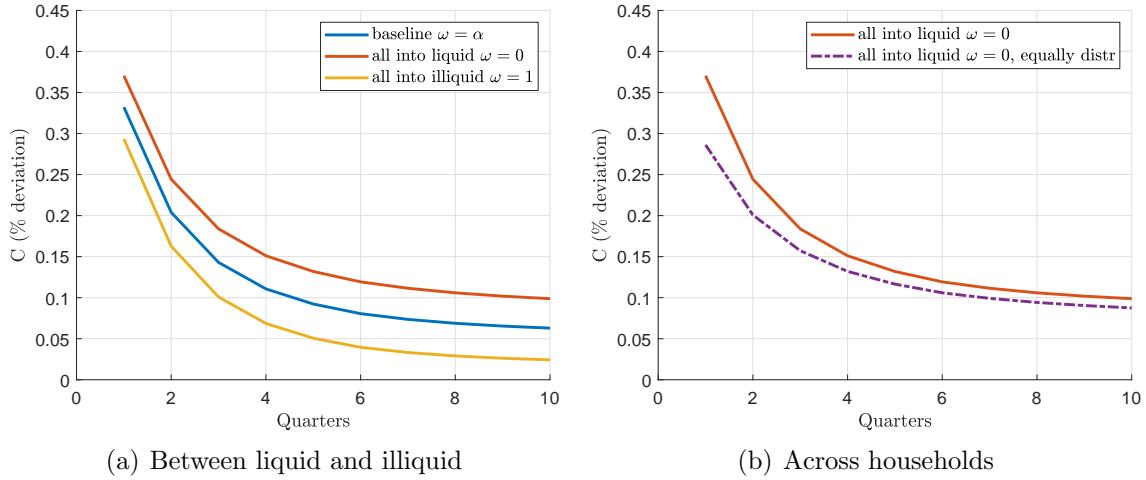 baseline ω = α
all into liquid ω = 0
all into illiquid ω = 1
C (% deviation)
0.45
0.4
0.35
0.3
0.25
0.2
0.15
0.1
0.05
0
0 2 4 6 8 10
Quarters
(a) Between liquid and illiquid
all into liquid ω = 0
all into liquid ω = 0, equally distr
C (% deviation)
0.45
0.4
0.35
0.3
0.25
0.2
0.15
0.1
0.05
0
0 2 4 6 8 10
Quarters
(b) Across households